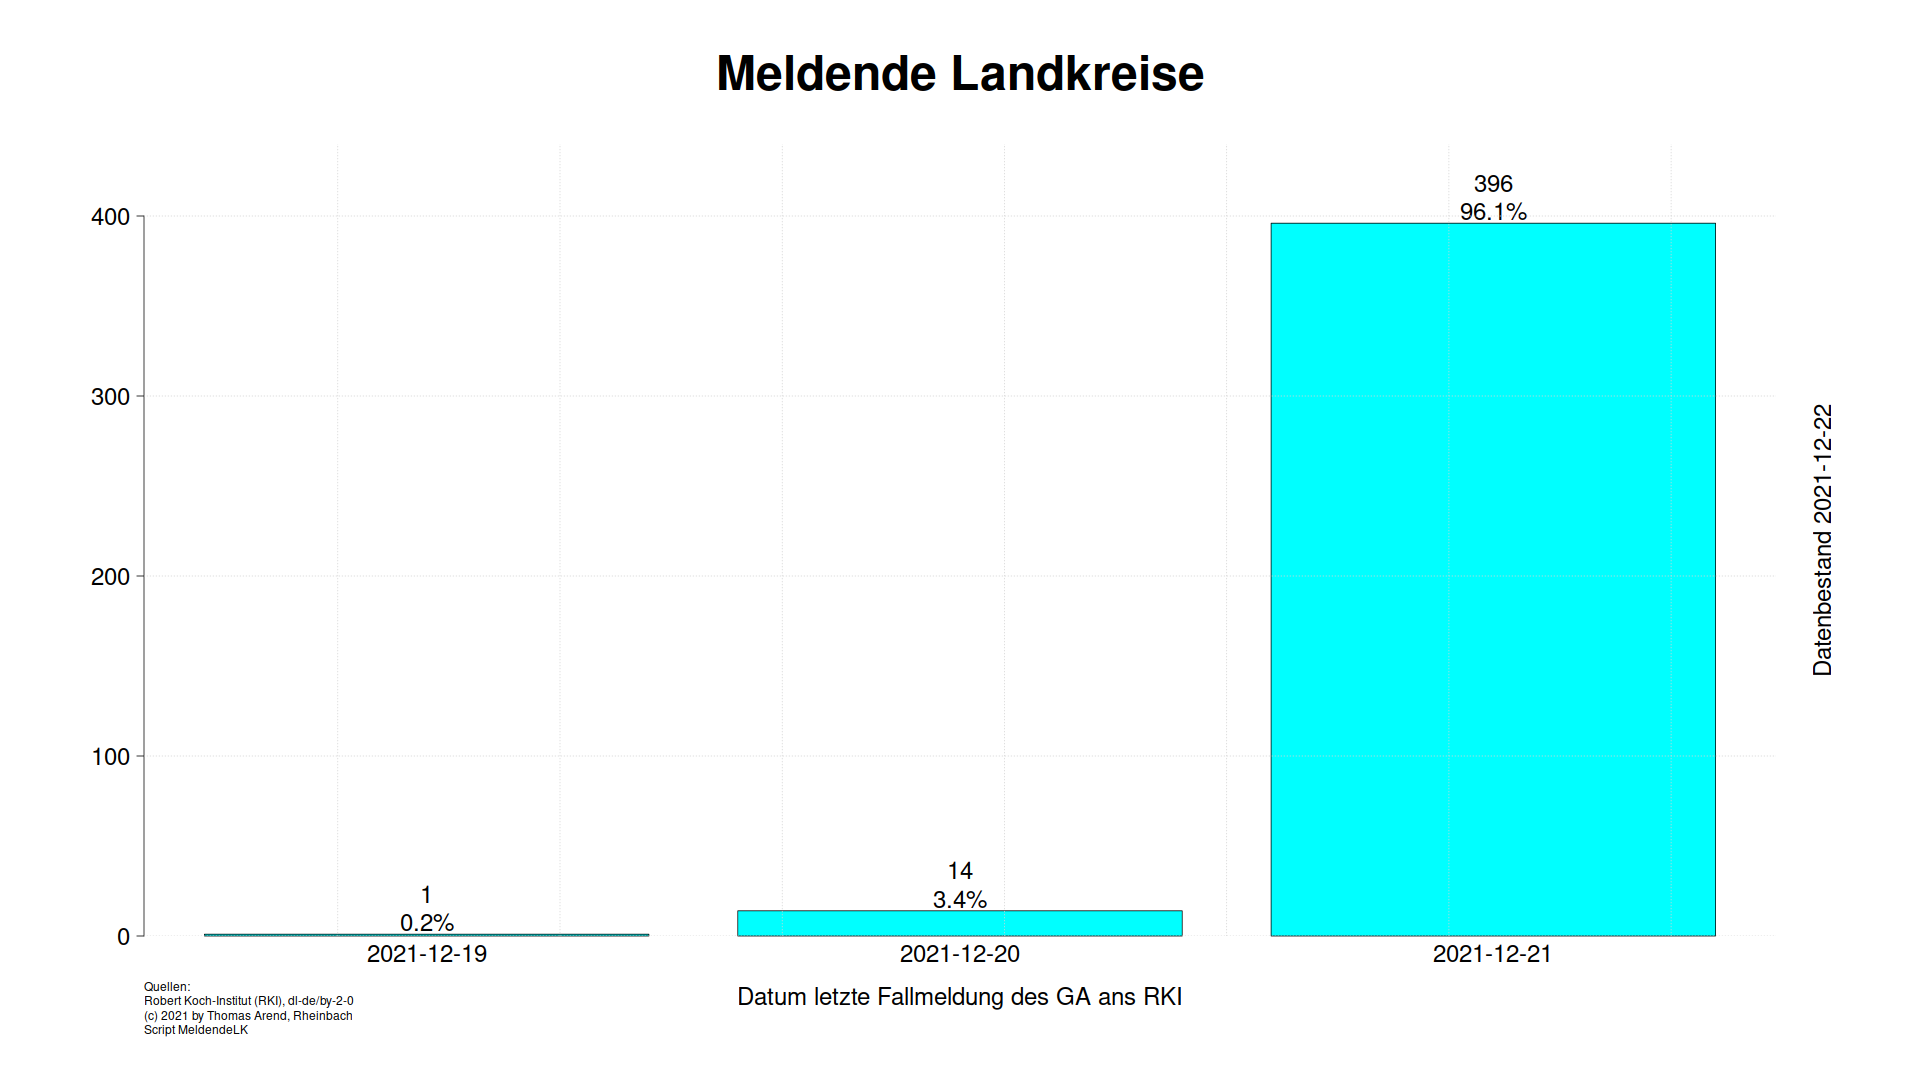 Meldende Landkreise
396
96.1%
400
300
200
100
0
14
3.4%
1
0.2%
2021-12-19
2021-12-20
2021-12-21
Datum letzte Fallmeldung des GA ans RKI
Datenbestand 2021-12-22
Quellen:
Robert Koch-Institut (RKI), dl-de/by-2-0
(c) 2021 by Thomas Arend, Rheinbach
Script MeldendeLK